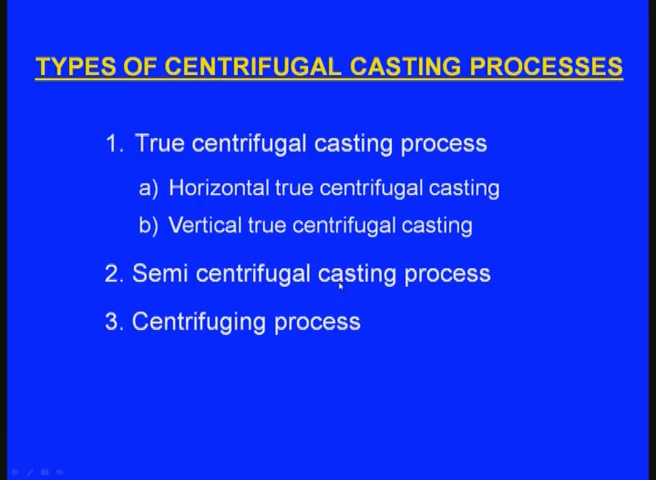 TYPES OF CENTRIFUGAL CASTING PROCESSES
1. True centrifugal casting process
a) Horizontal true centrifugal casting
b) Vertical true centrifugal casting
2. Semi centrifugal casting process
3. Centrifuging process